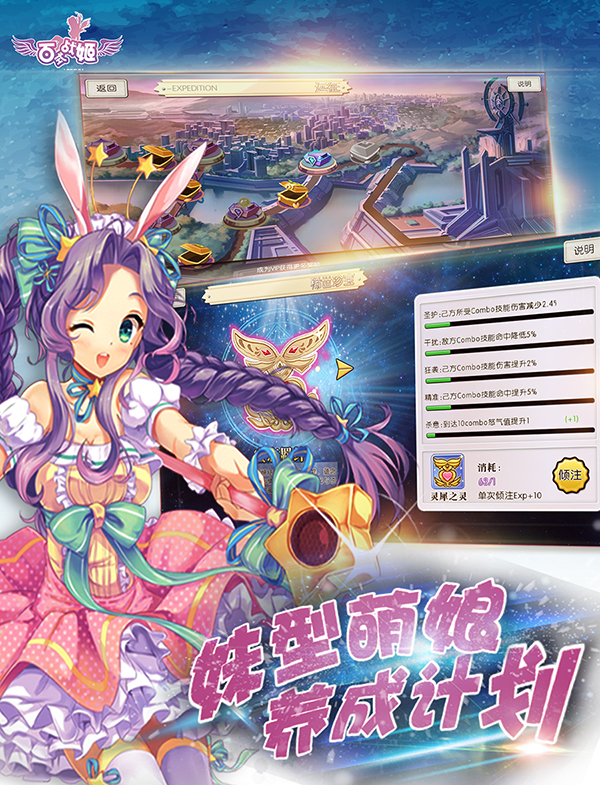 百变战姬
返回
EXPEDITION
说明
说明
圣护:己方所受Combo技能伤害减少2.4%
干扰:敌方Combo技能命中降低5%
狂袭:己方Combo技能伤害提升2%
精准:己方Combo技能命中提升5%
杀意:到达10combo怒气值提升1 (+1)
消耗:
63/1
倾注
灵犀之灵
单次倾注Exp+10
妹型萌娘
养成计划